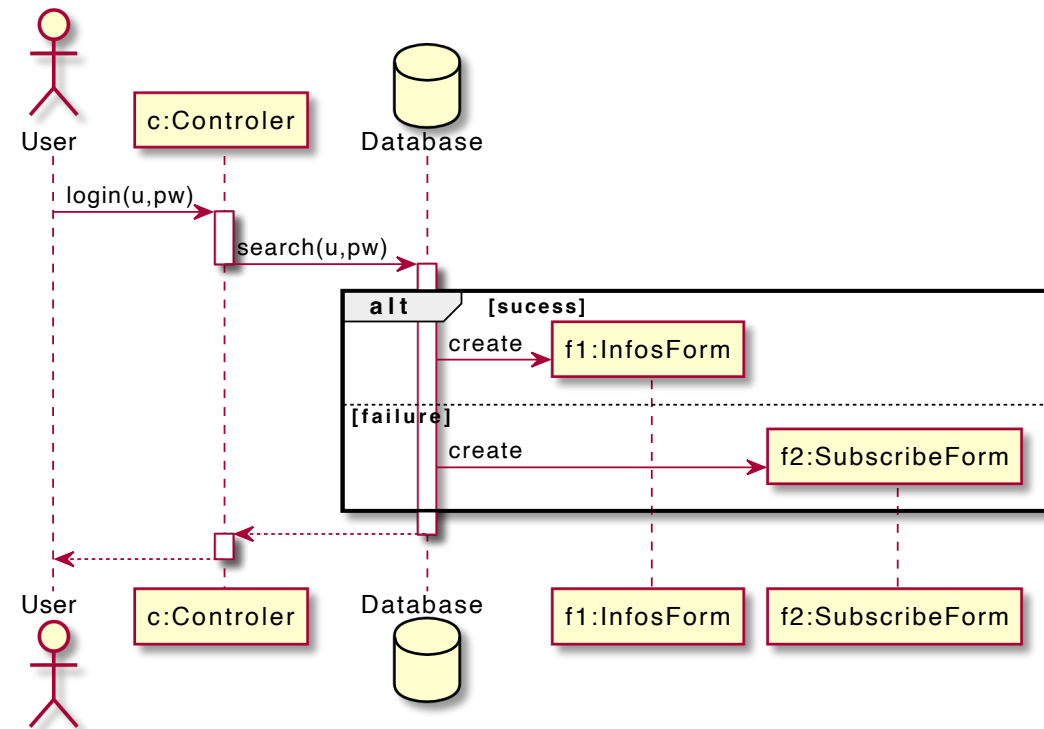 User
c:Controler
Database
login(u,pw)
search(u,pw)
alt
[sucess]
create
f1:InfosForm
[failure]
create
f2:SubscribeForm
User
c:Controler
Database
f1:InfosForm
f2:SubscribeForm